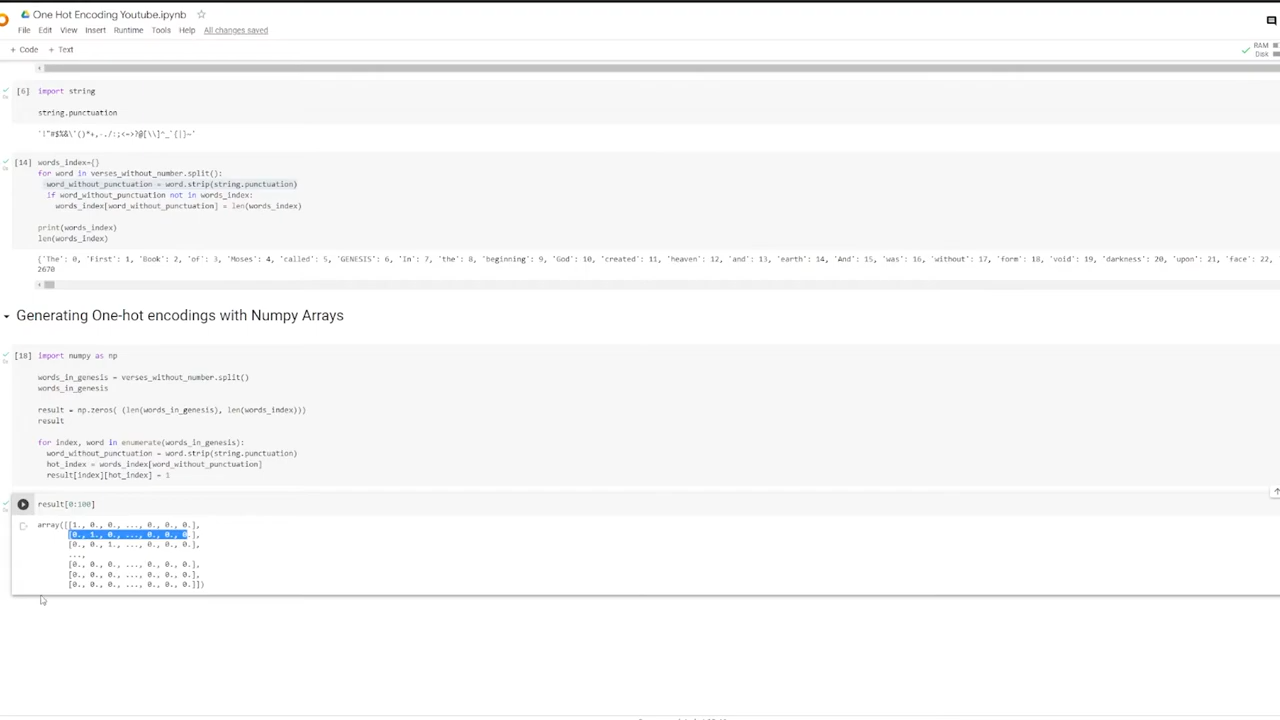 One Hot Encoding Youtube.ipynb
File Edit View Insert Runtime Tools Help All changes saved
+ Code + Text
RAM
Disk
[6] import string
string.punctuation
'!"#$%&\'()*+,-./:;<=>?@[\\]^_`{|}~'
[14] words_index={}
for word in verses_without_number.split():
word_without_punctuation = word.strip(string.punctuation)
if word_without_punctuation not in words_index:
words_index[word_without_punctuation] = len(words_index)
print(words_index)
len(words_index)
{'The': 0, 'First': 1, 'Book': 2, 'of': 3, 'Moses': 4, 'called': 5, 'GENESIS': 6, 'In': 7, 'the': 8, 'beginning': 9, 'God': 10, 'created': 11, 'heaven': 12, 'and': 13, 'earth': 14, 'And': 15, 'was': 16, 'without': 17, 'form': 18, 'void': 19, 'darkness': 20, 'upon': 21, 'face': 22,
2670
Generating One-hot encodings with Numpy Arrays
[18] import numpy as np
words_in_genesis = verses_without_number.split()
words_in_genesis
result = np.zeros( (len(words_in_genesis), len(words_index)))
result
for index, word in enumerate(words_in_genesis):
word_without_punctuation = word.strip(string.punctuation)
hot_index = words_index[word_without_punctuation]
result[index][hot_index] = 1
result[0:100]
array([[1., 0., 0., ..., 0., 0., 0.],
[0., 1., 0., ..., 0., 0., 0.],
[0., 0., 1., ..., 0., 0., 0.],
...,
[0., 0., 0., ..., 0., 0., 0.],
[0., 0., 0., ..., 0., 0., 0.],
[0., 0., 0., ..., 0., 0., 0.]])